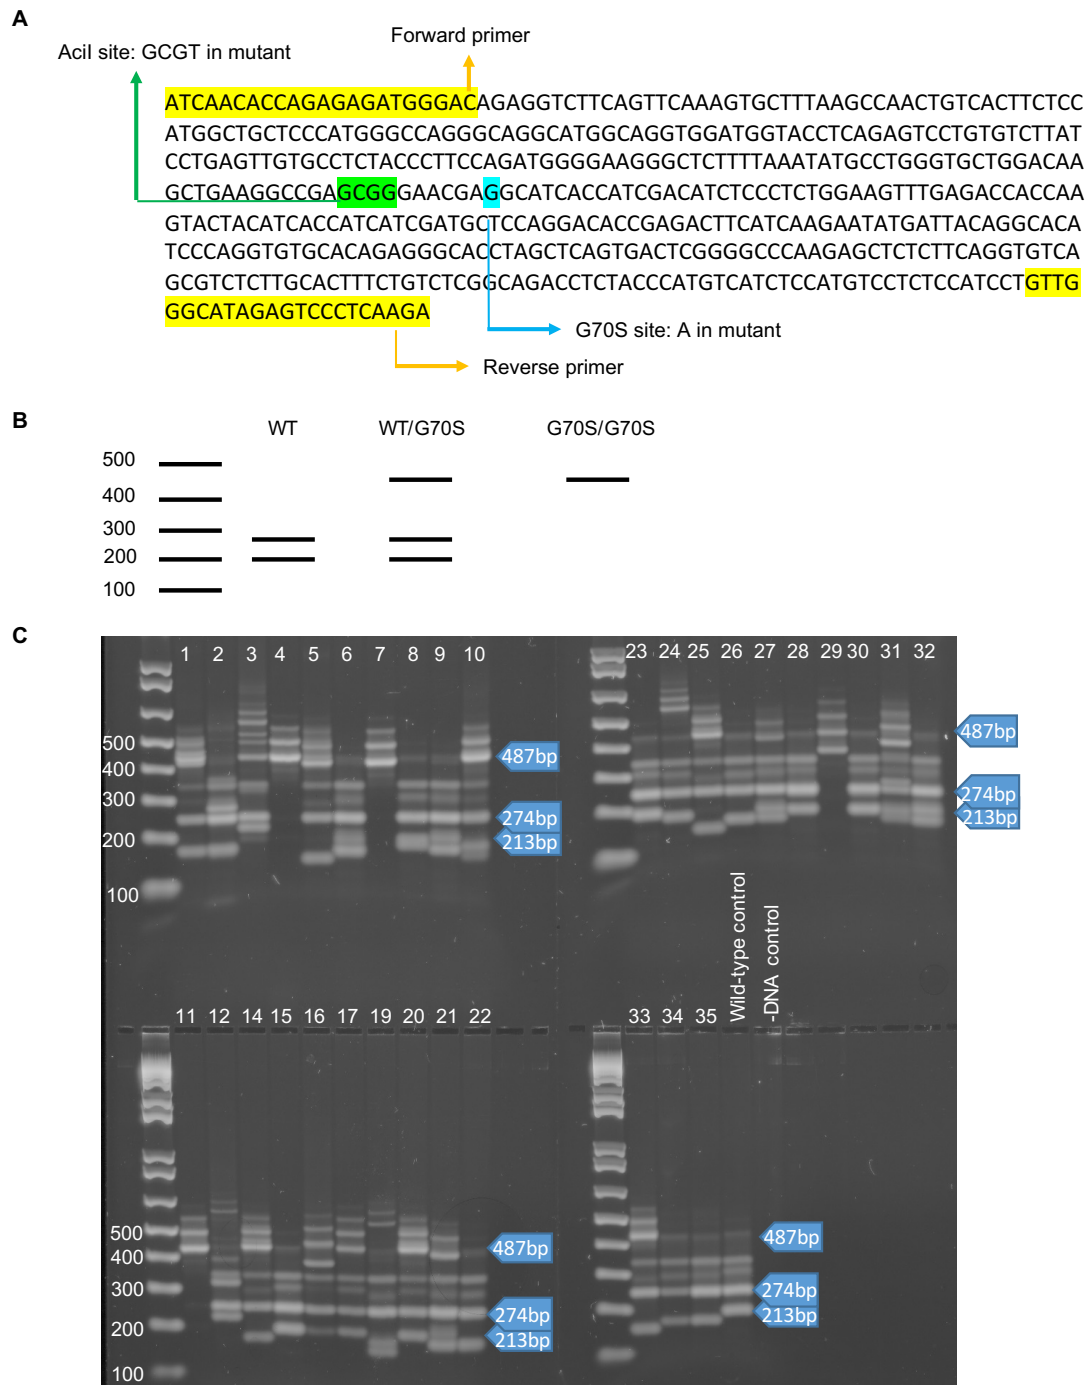 A
Forward primer
AciI site: GCGT in mutant
ATCAACACCAGAGAGATGGGACAGAGGTCTTCAGTTCAAAGTGCTTTAAGCCAACTGTCACTTCTCC
ATGGCTGCTCCCATGGGCCAGGGCAGGCATGGCAGGTGGATGGTACCTCAGAGTCCTGTGTCTTAT
CCTGAGTTGTGCCTCTACCCTTCCAGATGGGGAAGGGCTCTTTTAAATATGCCTGGGTGCTGGACAA
GCTGAAGGCCGAGCGGGAACGAGGCATCACCATCGACATCTCCCTCTGGAAGTTTGAGACCACCAA
GTACTACATCACCATCATCGATGCTCCAGGACACCGAGACTTCATCAAGAATATGATTACAGGCACA
TCCCAGGTGTGCACAGAGGGCACCTAGCTCAGTGACTCGGGGCCCAAGAGCTCTCTTCAGGTGTCA
GCGTCTCTTGCACTTTCTGTCTCGGCAGACCTCTACCCATGTCATCTCCATGTCCTCTCCATCCTGTTG
GGCATAGAGTCCCTCAAGA
G70S site: A in mutant
Reverse primer
B
WT WT/G70S G70S/G70S
500
400
300
200
100
C
1 2 3 4 5 6 7 8 9 10
23 24 25 26 27 28 29 30 31 32
500
400
300
200
100
487bp
274bp
213bp
487bp
274bp
213bp
Wild-type control
-DNA control
11 12 14 15 16 17 19 20 21 22
33 34 35
500
400
300
200
100
487bp
274bp
213bp
487bp
274bp
213bp